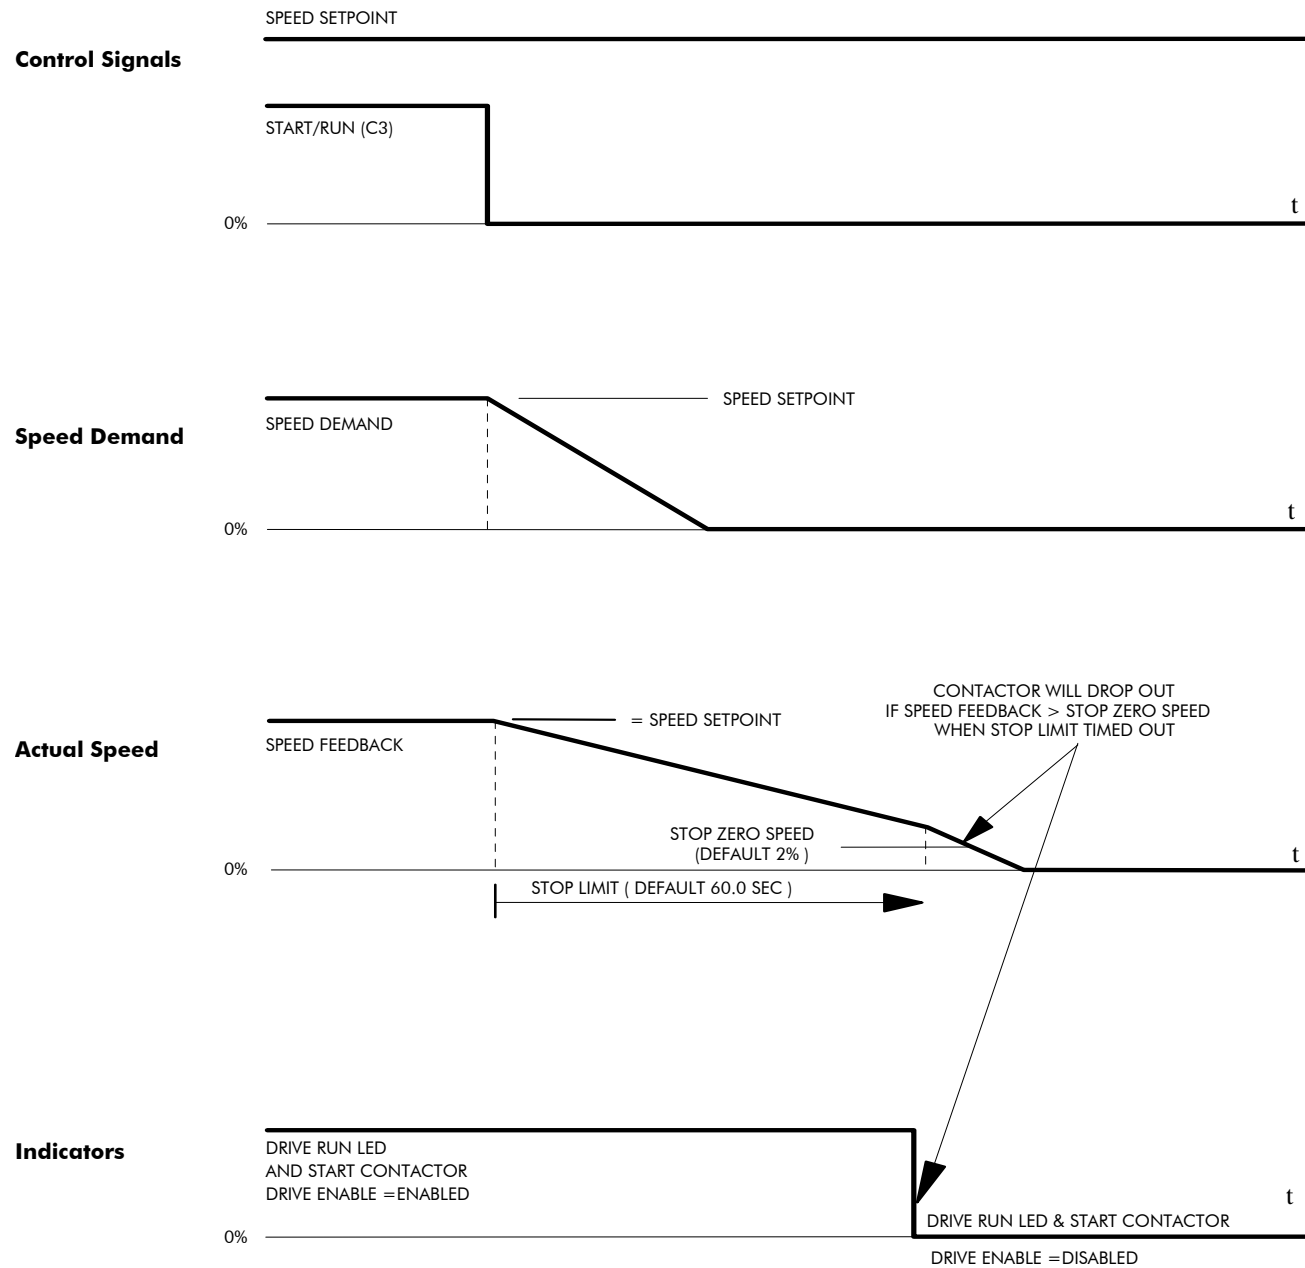 SPEED SETPOINT
Control Signals
START/RUN (C3)
t
0%
SPEED SETPOINT
SPEED DEMAND
Speed Demand
t
0%
CONTACTOR WILL DROP OUT
IF SPEED FEEDBACK > STOP ZERO SPEED
WHEN STOP LIMIT TIMED OUT
= SPEED SETPOINT
SPEED FEEDBACK
Actual Speed
STOP ZERO SPEED
(DEFAULT 2% )
t
0%
STOP LIMIT ( DEFAULT 60.0 SEC )
Indicators
DRIVE RUN LED
AND START CONTACTOR
DRIVE ENABLE =ENABLED
t
DRIVE RUN LED & START CONTACTOR
0%
DRIVE ENABLE =DISABLED